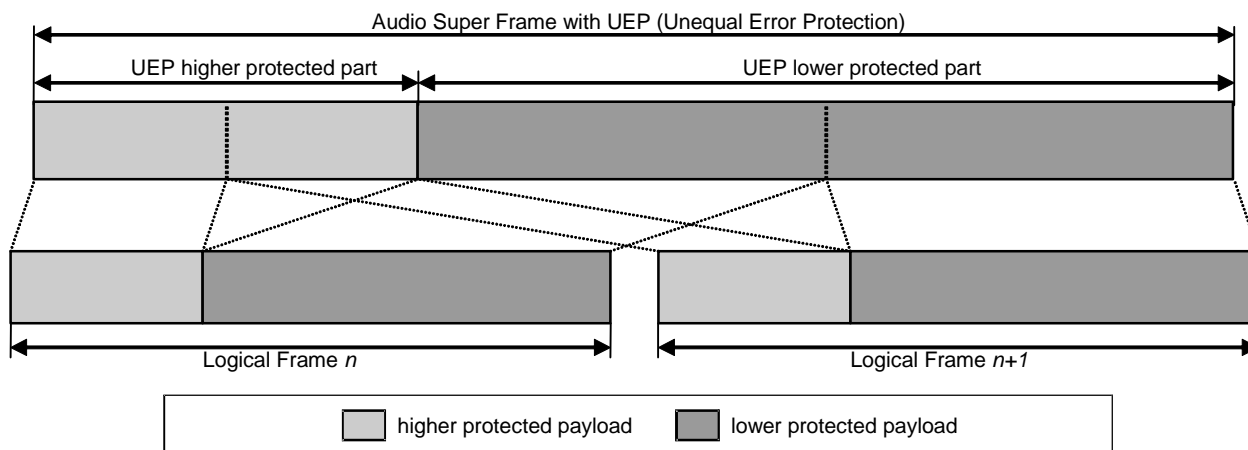 Audio Super Frame with UEP (Unequal Error Protection)
UEP higher protected part
UEP lower protected part
Logical Frame n
Logical Frame n+1
higher protected payload
lower protected payload